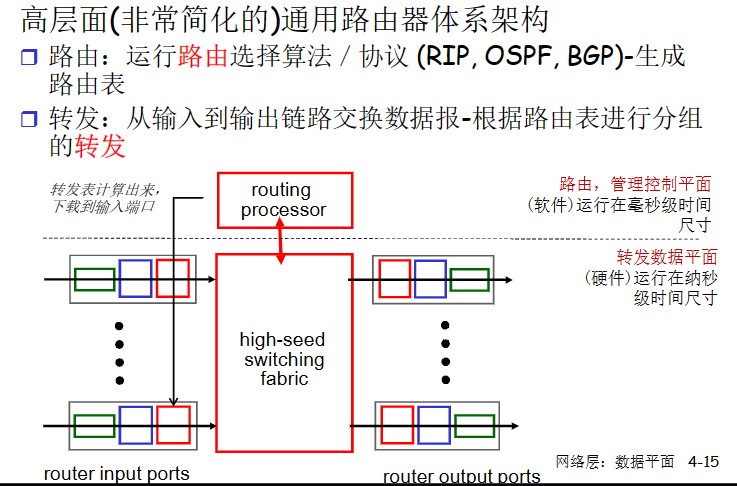 高层面(非常简化的)通用路由器体系架构
路由：运行路由选择算法／协议 (RIP, OSPF, BGP)-生成
路由表
转发：从输入到输出链路交换数据报-根据路由表进行分组
的转发
转发表计算出来，
下载到输入端口
routing
processor
路由，管理控制平面
(软件)运行在毫秒级时间
尺寸
转发数据平面
(硬件)运行在纳秒
级时间尺寸
high-seed
switching
fabric
router input ports
router output ports
网络层：数据平面 4-15